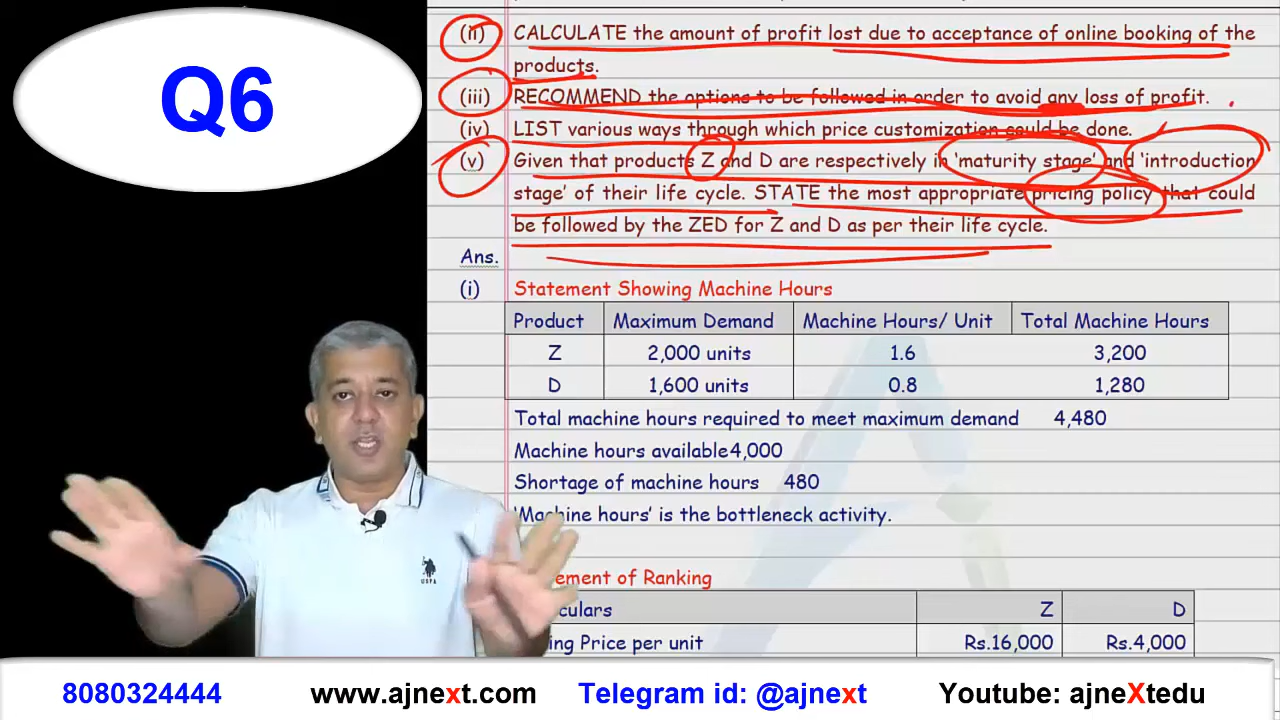 Q6
(ii) CALCULATE the amount of profit lost due to acceptance of online booking of the
products.
(iii) RECOMMEND the options to be followed in order to avoid any loss of profit.
(iv) LIST various ways through which price customization could be done.
(v) Given that products Z and D are respectively in ‘maturity stage’ and ‘introduction
stage’ of their life cycle. STATE the most appropriate pricing policy that could
be followed by the ZED for Z and D as per their life cycle.
Ans.
(i) Statement Showing Machine Hours
Product Maximum Demand Machine Hours/ Unit Total Machine Hours
Z 2,000 units 1.6 3,200
D 1,600 units 0.8 1,280
Total machine hours required to meet maximum demand 4,480
Machine hours available4,000
Shortage of machine hours 480
‘Machine hours’ is the bottleneck activity.
of Ranking
Z D
Price per unit Rs.16,000 Rs.4,000
USPA
8080324444 www.ajnext.com Telegram id: @ajnext Youtube: ajneXtedu